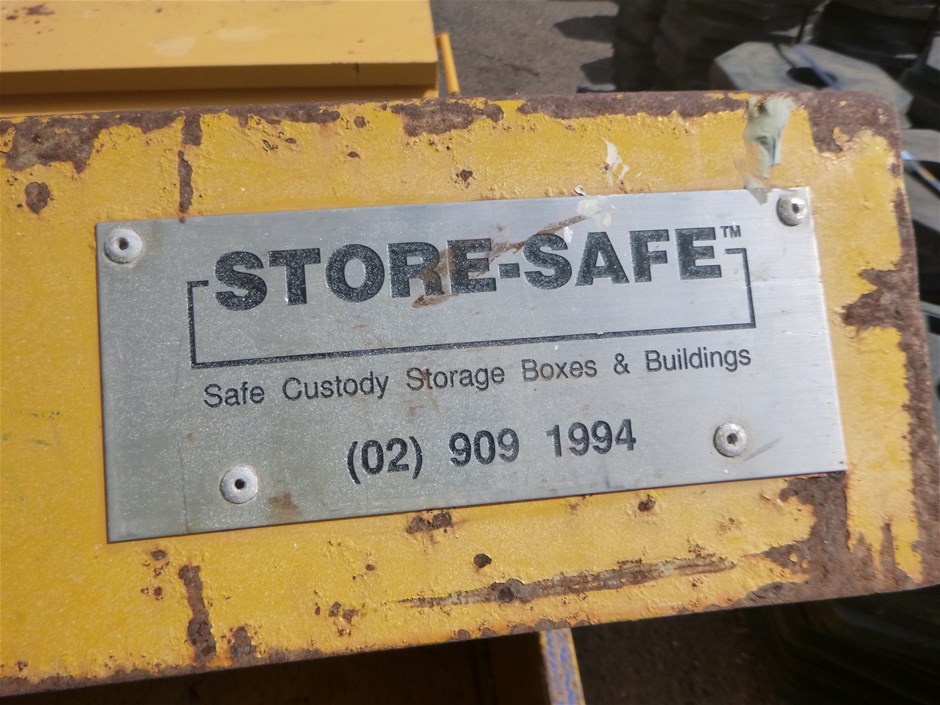 STORE-SAFE™
Safe Custody Storage Boxes & Buildings
(02) 909 1994